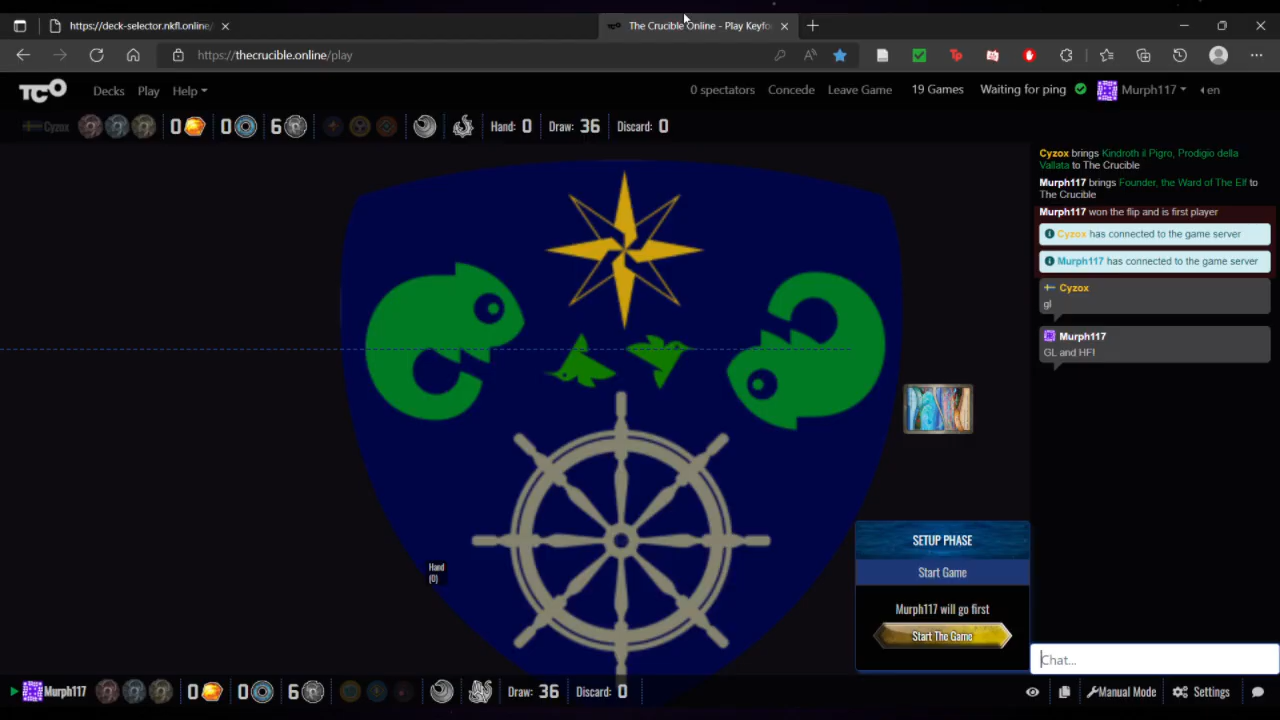 https://deck-selector.nkfl.online/
The Crucible Online - Play Keyfo
https://thecrucible.online/play
TCO
Decks
Play
Help
0 spectators
Concede
Leave Game
19 Games
Waiting for ping
Murph117
en
Cyzox
0
0
6
Hand: 0
Draw: 36
Discard: 0
Cyzox brings Kindroth il Pigro, Prodigio della
Vallata to The Crucible
Murph117 brings Founder, the Ward of The Elf to
The Crucible
Murph117 won the flip and is first player
Cyzox has connected to the game server
Murph117 has connected to the game server
Cyzox
gl
Murph117
GL and HF!
SETUP PHASE
Start Game
Murph117 will go first
Start The Game
Hand
(0)
Chat...
Murph117
0
0
6
Draw: 36
Discard: 0
Manual Mode
Settings